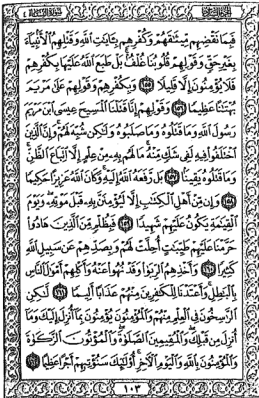 فَبِمَا نَقْضِهِم مِّيثَٰقَهُمْ وَكُفْرِهِم بِـَٔايَٰتِ ٱللَّهِ وَقَتْلِهِمُ ٱلْأَنۢبِيَآءَ
بِغَيْرِ حَقٍّ وَقَوْلِهِمْ قُلُوبُنَا غُلْفٌۢ ۚ بَلْ طَبَعَ ٱللَّهُ عَلَيْهَا بِكُفْرِهِمْ
فَلَا يُؤْمِنُونَ إِلَّا قَلِيلًا ١٥٥ وَبِكُفْرِهِمْ وَقَوْلِهِمْ عَلَىٰ مَرْيَمَ
بُهْتَٰنًا عَظِيمًا ١٥٦ وَقَوْلِهِمْ إِنَّا قَتَلْنَا ٱلْمَسِيحَ عِيسَى ٱبْنَ مَرْيَمَ
رَسُولَ ٱللَّهِ وَمَا قَتَلُوهُ وَمَا صَلَبُوهُ وَلَٰكِن شُبِّهَ لَهُمْ ۚ وَإِنَّ ٱلَّذِينَ
ٱخْتَلَفُوا۟ فِيهِ لَفِى شَكٍّ مِّنْهُ ۚ مَا لَهُم بِهِۦ مِنْ عِلْمٍ إِلَّا ٱتِّبَاعَ ٱلظَّنِّ ۚ
وَمَا قَتَلُوهُ يَقِينًۢا ١٥٧ بَل رَّفَعَهُ ٱللَّهُ إِلَيْهِ ۚ وَكَانَ ٱللَّهُ عَزِيزًا حَكِيمًا
١٥٨ وَإِن مِّنْ أَهْلِ ٱلْكِتَٰبِ إِلَّا لَيُؤْمِنَنَّ بِهِۦ قَبْلَ مَوْتِهِۦ ۖ وَيَوْمَ
ٱلْقِيَٰمَةِ يَكُونُ عَلَيْهِمْ شَهِيدًا ١٥٩ فَبِظُلْمٍ مِّنَ ٱلَّذِينَ هَادُوا۟
حَرَّمْنَا عَلَيْهِمْ طَيِّبَٰتٍ أُحِلَّتْ لَهُمْ وَبِصَدِّهِمْ عَن سَبِيلِ ٱللَّهِ
كَثِيرًا ١٦٠ وَأَخْذِهِمُ ٱلرِّبَوٰا۟ وَقَدْ نُهُوا۟ عَنْهُ وَأَكْلِهِمْ أَمْوَٰلَ ٱلنَّاسِ
بِٱلْبَٰطِلِ ۚ وَأَعْتَدْنَا لِلْكَٰفِرِينَ مِنْهُمْ عَذَابًا أَلِيمًا ١٦١ لَّٰكِنِ
ٱلرَّٰسِخُونَ فِى ٱلْعِلْمِ مِنْهُمْ وَٱلْمُؤْمِنُونَ يُؤْمِنُونَ بِمَآ أُنزِلَ إِلَيْكَ وَمَآ
أُنزِلَ مِن قَبْلِكَ ۚ وَٱلْمُقِيمِينَ ٱلصَّلَوٰةَ ۚ وَٱلْمُؤْتُونَ ٱلزَّكَوٰةَ
وَٱلْمُؤْمِنُونَ بِٱللَّهِ وَٱلْيَوْمِ ٱلْـَٔاخِرِ أُو۟لَٰٓئِكَ سَنُؤْتِيهِمْ أَجْرًا عَظِيمًا ١٦٢
١٠٣